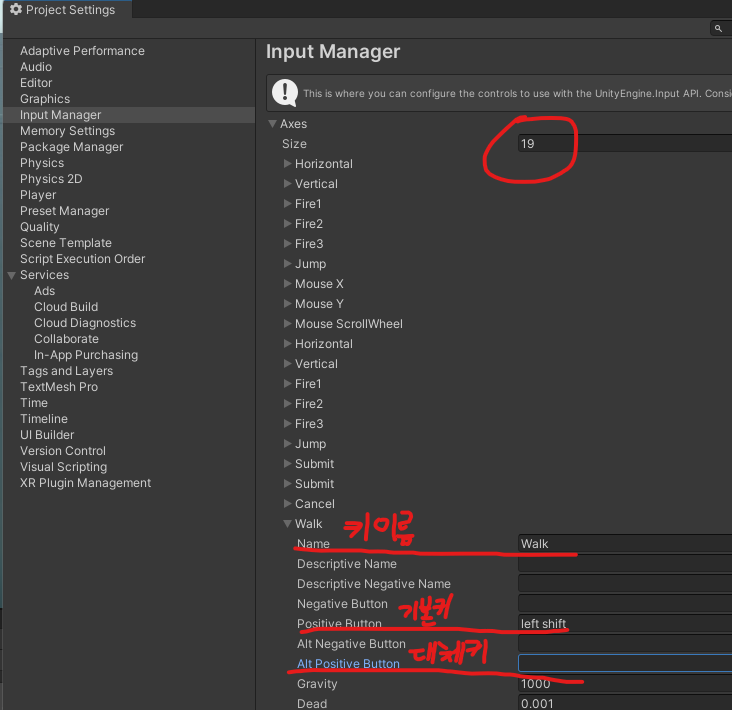 Project Settings
Adaptive Performance
Audio
Editor
Graphics
Input Manager
Memory Settings
Package Manager
Physics
Physics 2D
Player
Preset Manager
Quality
Scene Template
Script Execution Order
Services
Ads
Cloud Build
Cloud Diagnostics
Collaborate
In-App Purchasing
Tags and Layers
TextMesh Pro
Time
Timeline
UI Builder
Version Control
Visual Scripting
XR Plugin Management
Input Manager
This is where you can configure the controls to use with the UnityEngine.Input API. Consi
Axes
Size 19
Horizontal
Vertical
Fire1
Fire2
Fire3
Jump
Mouse X
Mouse Y
Mouse ScrollWheel
Horizontal
Vertical
Fire1
Fire2
Fire3
Jump
Submit
Submit
Cancel
Walk 키이름
Name Walk
Descriptive Name
Descriptive Negative Name
Negative Button 기본키
Positive Button left shift
Alt Negative Button 대체키
Alt Positive Button
Gravity 1000
Dead 0.001